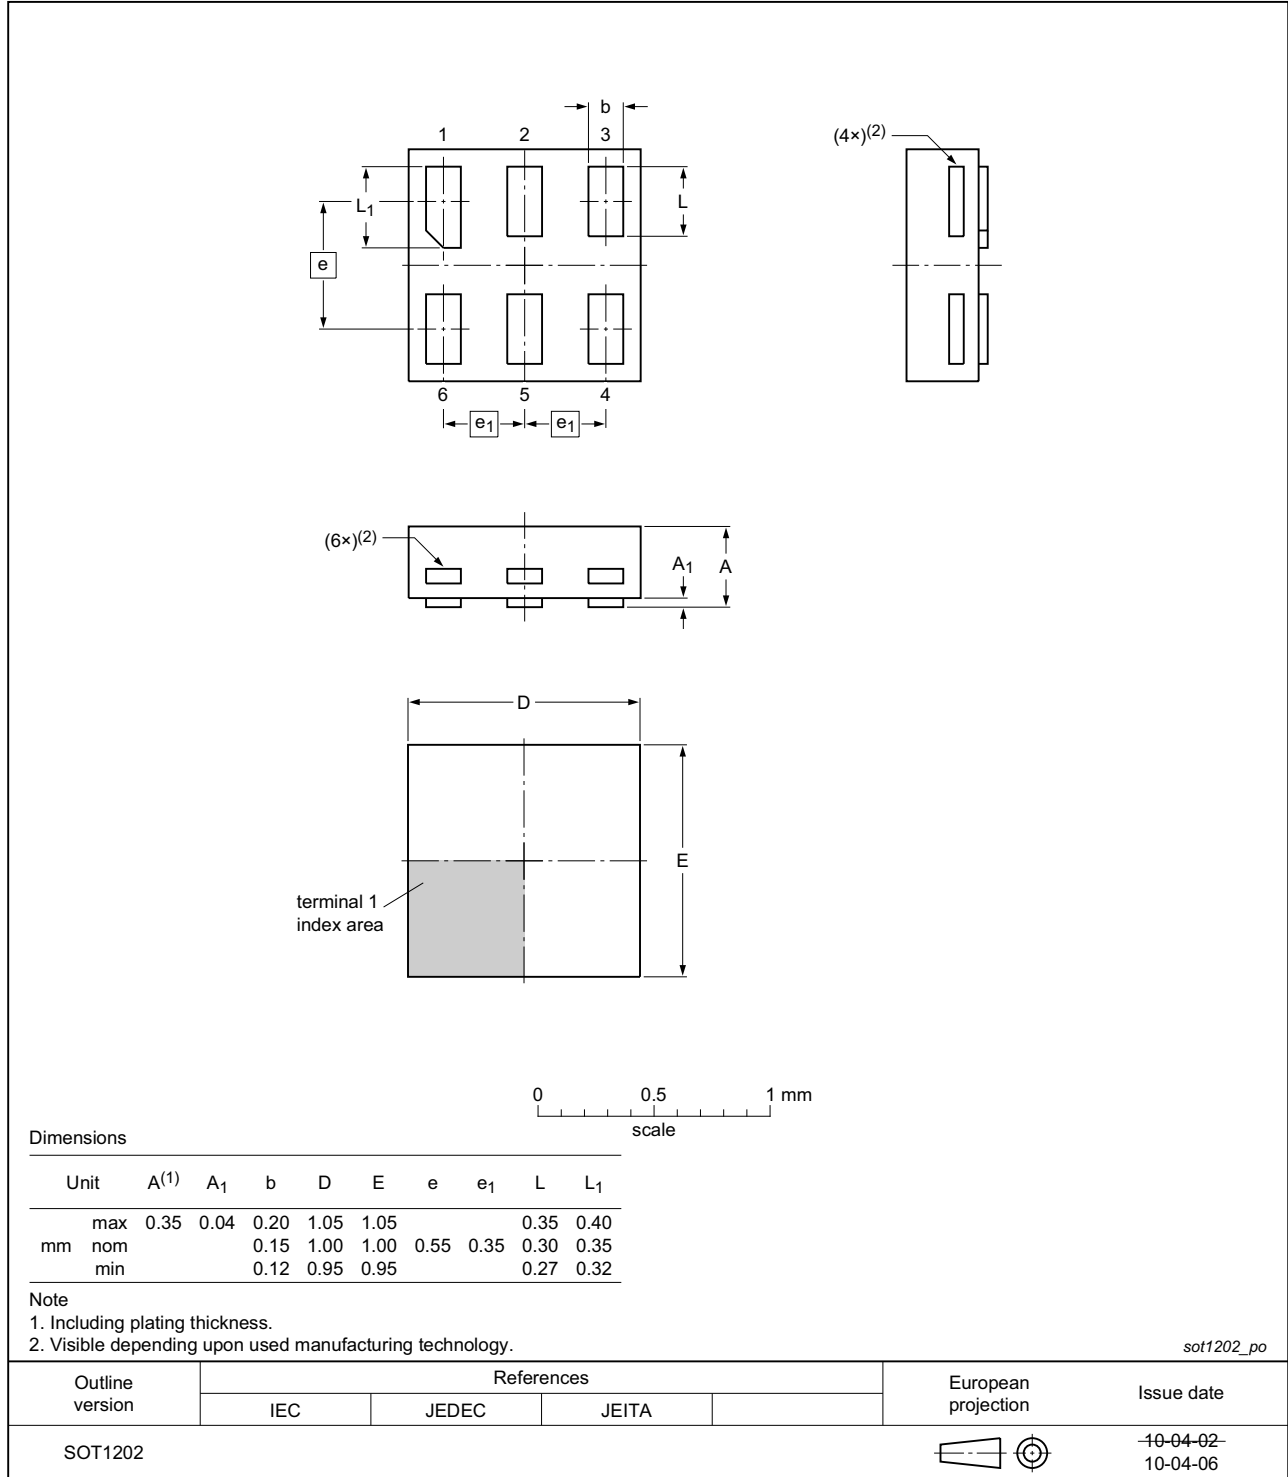 b
1 2 3
(4×)(2)
L1
L
e
6 5 4
e1 e1
(6×)(2)
A1 A
D
E
terminal 1
index area
0 0.5 1 mm
scale
Dimensions
Unit A(1) A1 b D E e e1 L L1
max 0.35 0.04 0.20 1.05 1.05 0.35 0.40
mm nom 0.15 1.00 1.00 0.55 0.35 0.30 0.35
min 0.12 0.95 0.95 0.27 0.32
Note
1. Including plating thickness.
2. Visible depending upon used manufacturing technology.
sot1202_po
Outline
version
References
IEC JEDEC JEITA
European
projection
Issue date
SOT1202
10-04-02
10-04-06